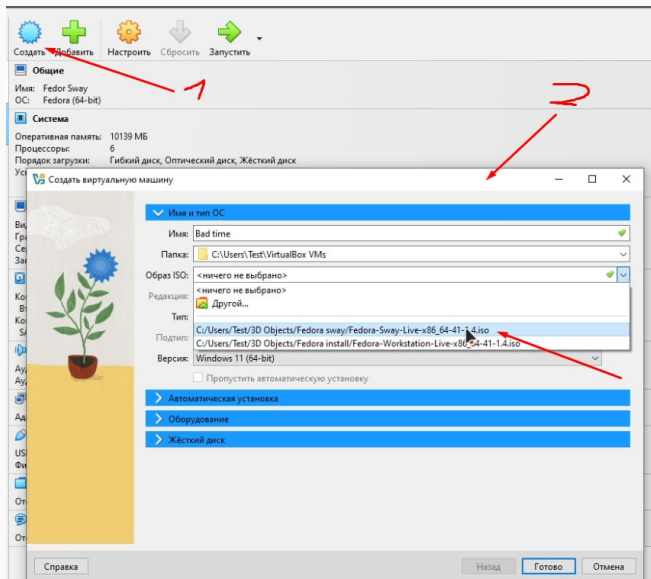 Создать Добавить Настроить Сбросить Запустить
1
2
Общие
Имя: Fedor Sway
ОС: Fedora (64-bit)
Система
Оперативная память: 10139 МБ
Процессоры: 6
Порядок загрузки: Гибкий диск, Оптический диск, Жёсткий диск
Ус
Создать виртуальную машину
Имя и тип ОС
Имя: Bad time
Папка: C:\Users\Test\VirtualBox VMs
Образ ISO: <ничего не выбрано>
<ничего не выбрано>
Редакция:
Другой...
Тип:
C:/Users/Test/3D Objects/Fedora sway/Fedora-Sway-Live-x86_64-41-1.4.iso
Подтип:
C:/Users/Test/3D Objects/Fedora install/Fedora-Workstation-Live-x86_64-41-1.4.iso
Версия: Windows 11 (64-bit)
Пропустить автоматическую установку
Автоматическая установка
Оборудование
Жёсткий диск
Справка Назад Готово Отмена